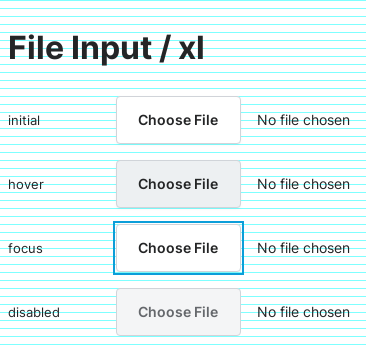 File Input / xl
initial Choose File No file chosen
hover Choose File No file chosen
focus Choose File No file chosen
disabled Choose File No file chosen